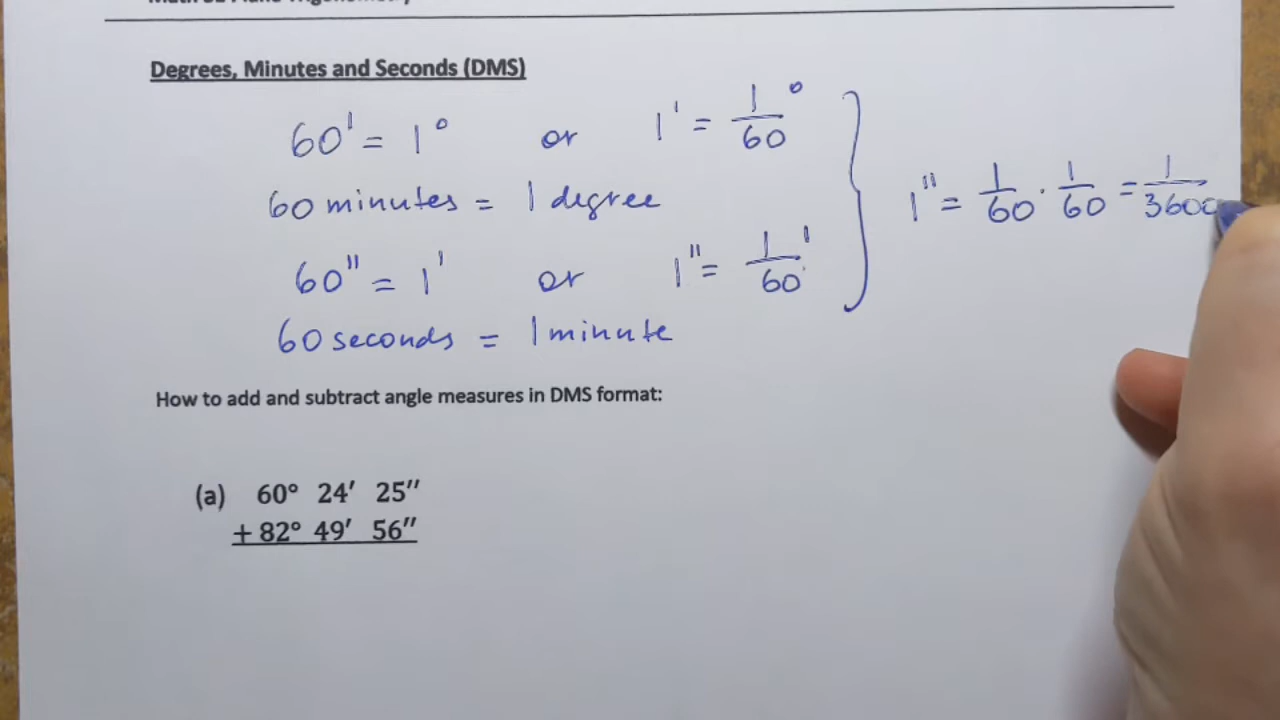 Degrees, Minutes and Seconds (DMS)
60' = 1° or 1' = 1/60°
60 minutes = 1 degree
1" = 1/60 · 1/60 = 1/3600
60" = 1' or 1" = 1/60'
60 seconds = 1 minute
How to add and subtract angle measures in DMS format:
(a) 60° 24′ 25″
+ 82° 49′ 56″